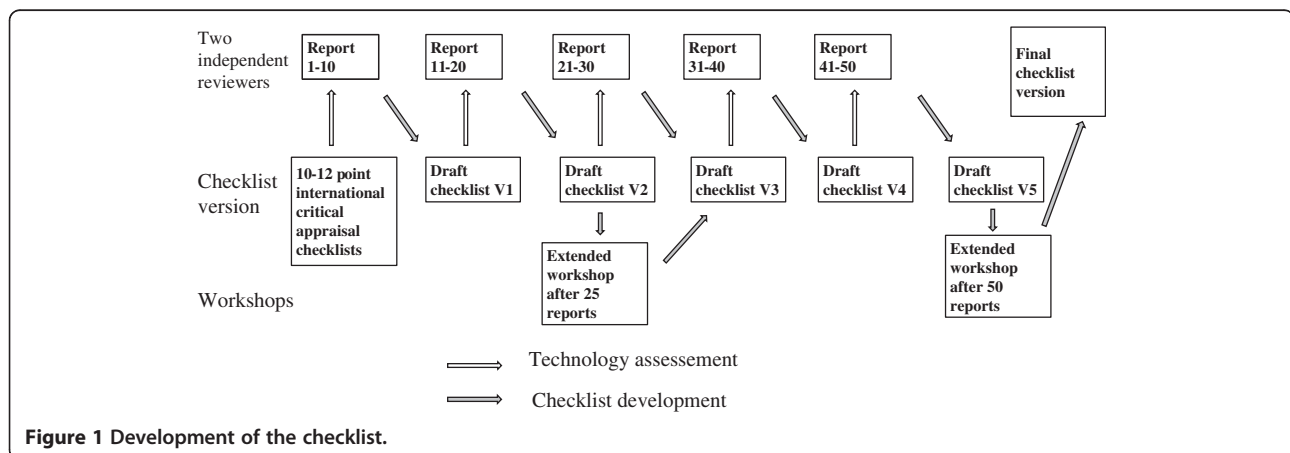 Two
independent
reviewers
Report
1-10
Report
11-20
Report
21-30
Report
31-40
Report
41-50
Final
checklist
version
Checklist
version
10-12 point
international
critical
appraisal
checklists
Draft
checklist V1
Draft
checklist V2
Draft
checklist V3
Draft
checklist V4
Draft
checklist V5
Workshops
Extended
workshop
after 25
reports
Extended
workshop
after 50
reports
Technology assessment
Checklist development
Figure 1 Development of the checklist.